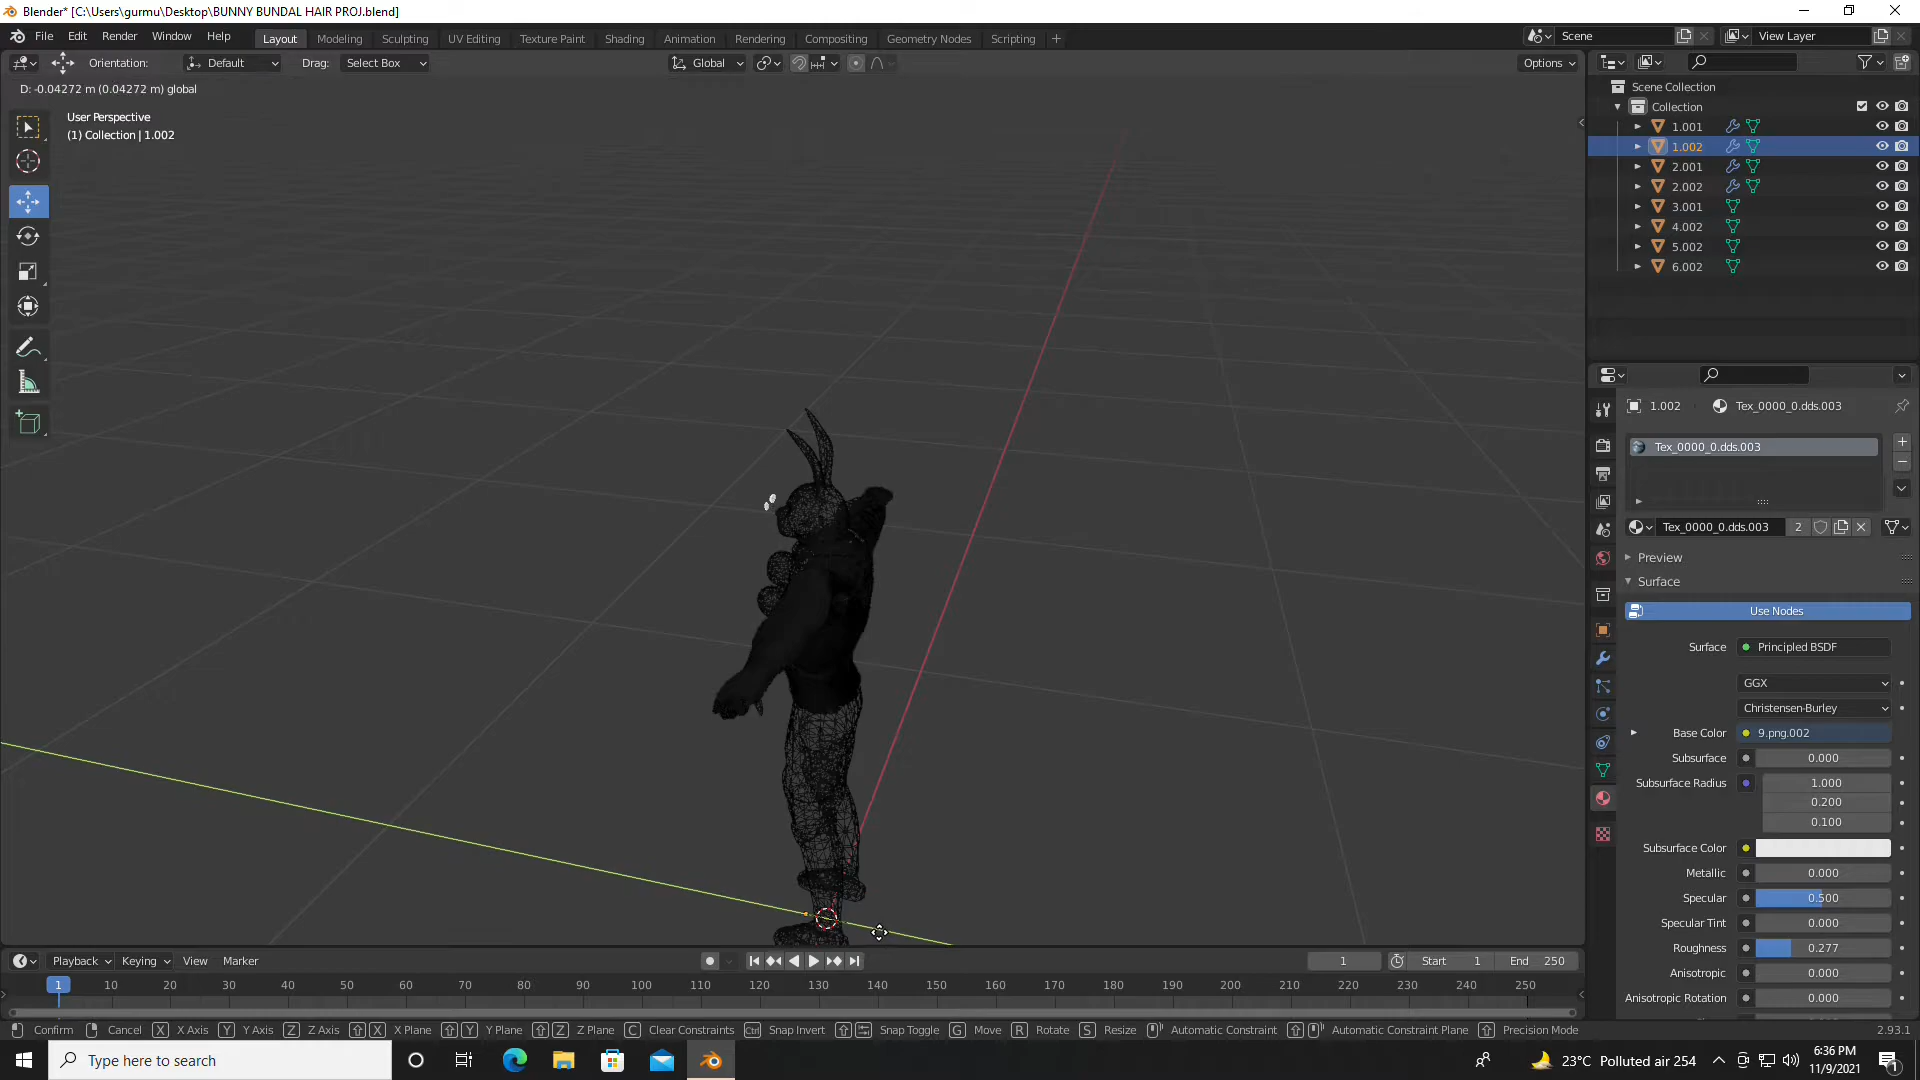 Blender* [C:\Users\gurmu\Desktop\BUNNY BUNDAL HAIR PROJ.blend]
File Edit Render Window Help Layout Modeling Sculpting UV Editing Texture Paint Shading Animation Rendering Compositing Geometry Nodes Scripting + Scene View Layer
Orientation: Default Drag: Select Box Global Options
D: -0.04272 m (0.04272 m) global
User Perspective
(1) Collection | 1.002
Scene Collection
Collection
1.001
1.002
2.001
2.002
3.001
4.002
5.002
6.002
1.002 Tex_0000_0.dds.003
Tex_0000_0.dds.003
Tex_0000_0.dds.003 2
Preview
Surface
Use Nodes
Surface Principled BSDF
GGX
Christensen-Burley
Base Color 9.png.002
Subsurface 0.000
Subsurface Radius 1.000
0.200
0.100
Subsurface Color
Metallic 0.000
Specular 0.500
Specular Tint 0.000
Roughness 0.277
Anisotropic 0.000
Anisotropic Rotation 0.000
Playback Keying View Marker 1 Start 1 End 250
1 10 20 30 40 50 60 70 80 90 100 110 120 130 140 150 160 170 180 190 200 210 220 230 240 250
Confirm Cancel X X Axis Y Y Axis Z Z Axis X X Plane Y Y Plane Z Z Plane C Clear Constraints Ctrl Snap Invert Snap Toggle G Move R Rotate S Resize Automatic Constraint Automatic Constraint Plane Precision Mode 2.93.1
Type here to search 23°C Polluted air 254 6:36 PM
11/9/2021 1